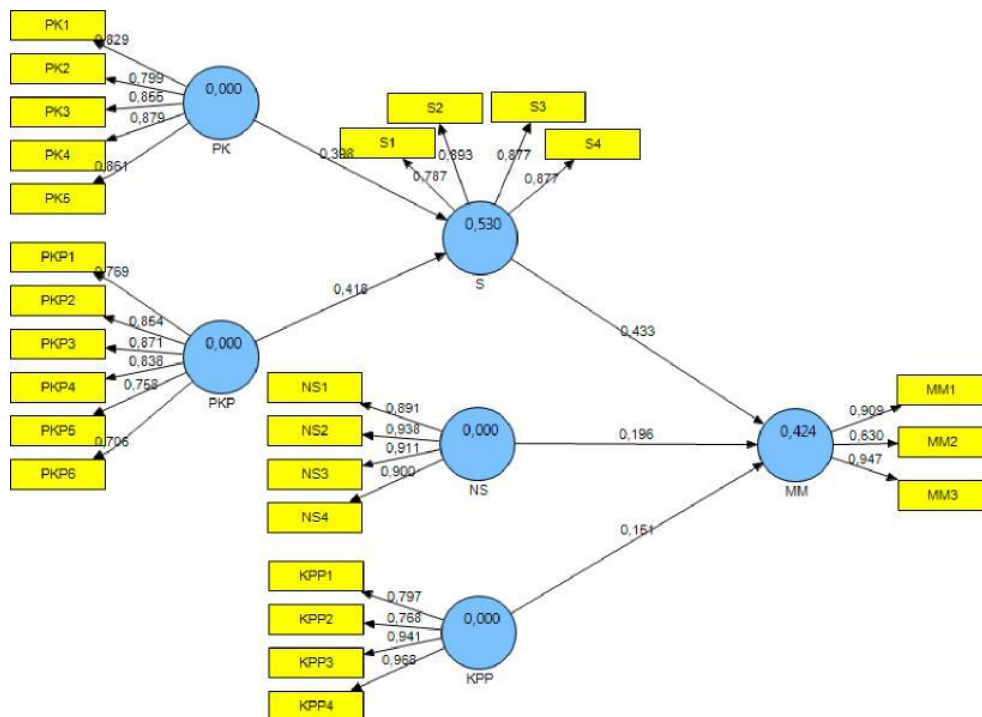 PK1
0,829
PK2
0,799
PK3
0,855
PK4
0,879
PK5
0,861
0,000
PK
0,398
S1
0,787
S2
0,893
S3
0,877
S4
0,877
0,530
S
PKP1
0,769
PKP2
0,854
PKP3
0,871
PKP4
0,838
PKP5
0,758
PKP6
0,706
0,000
PKP
0,418
0,433
NS1
0,891
NS2
0,938
NS3
0,911
NS4
0,900
0,000
NS
0,196
0,424
MM
MM1
0,909
MM2
0,630
MM3
0,947
KPP1
0,797
KPP2
0,768
KPP3
0,941
KPP4
0,968
0,000
KPP
0,151